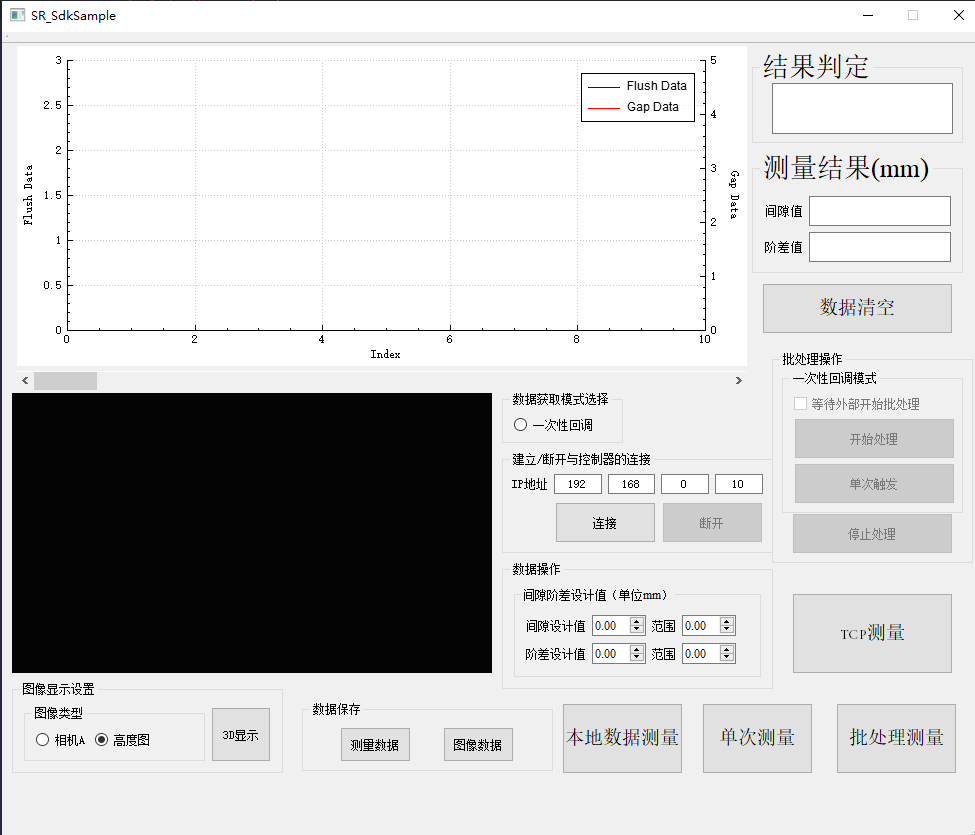 SR_SdkSample
3
2.5
2
1.5
1
0.5
0
Flush Data
0
2
4
6
8
10
Index
5
4
3
2
1
0
Gap Data
Flush Data
Gap Data
结果判定
测量结果(mm)
间隙值
阶差值
数据清空
批处理操作
一次性回调模式
等待外部开始批处理
开始处理
单次触发
停止处理
数据获取模式选择
一次性回调
建立/断开与控制器的连接
IP地址 192 168 0 10
连接 断开
数据操作
间隙阶差设计值（单位mm）
间隙设计值 0.00 范围 0.00
阶差设计值 0.00 范围 0.00
TCP测量
图像显示设置
图像类型
相机A 高度图
3D显示
数据保存
测量数据 图像数据
本地数据测量 单次测量 批处理测量